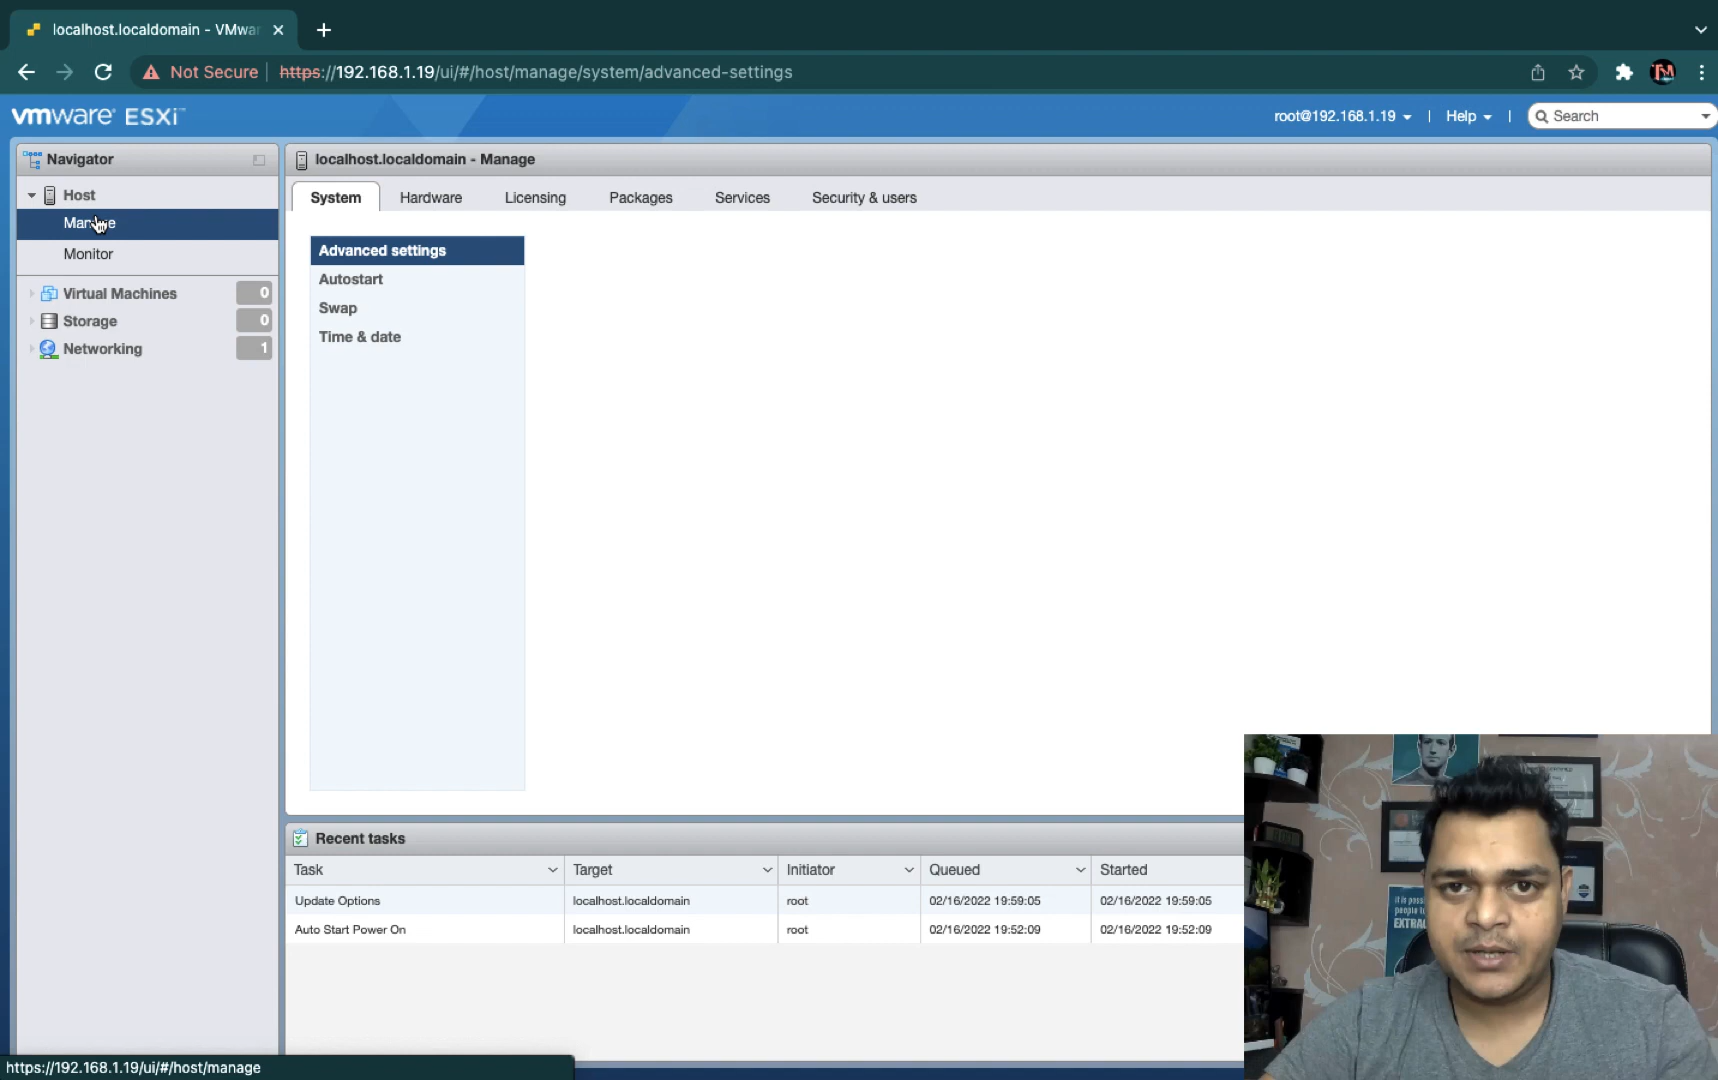 localhost.localdomain - VMwa
Not Secure
https://192.168.1.19/ui/#/host/manage/system/advanced-settings
vmware ESXi™
root@192.168.1.19
|
Help
|
Search
Navigator
Host
Manage
Monitor
Virtual Machines
0
Storage
0
Networking
1
localhost.localdomain - Manage
System
Hardware
Licensing
Packages
Services
Security & users
Advanced settings
Autostart
Swap
Time & date
Recent tasks
Task
Target
Initiator
Queued
Started
Update Options
localhost.localdomain
root
02/16/2022 19:59:05
02/16/2022 19:59:05
Auto Start Power On
localhost.localdomain
root
02/16/2022 19:52:09
02/16/2022 19:52:09
https://192.168.1.19/ui/#/host/manage
EXTRA